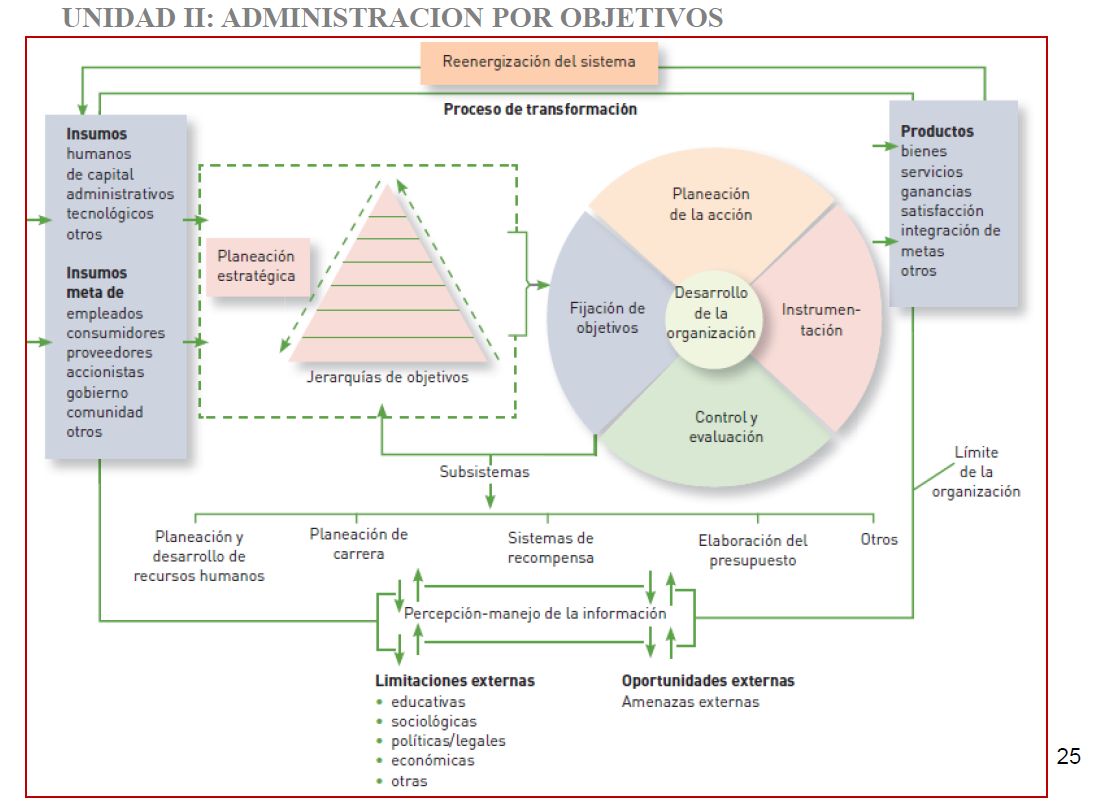 UNIDAD II: ADMINISTRACION POR OBJETIVOS
Reenergización del sistema
Proceso de transformación
Insumos
humanos
de capital
administrativos
tecnológicos
otros
Insumos
meta de
empleados
consumidores
proveedores
accionistas
gobierno
comunidad
otros
Planeación
estratégica
Jerarquías de objetivos
Planeación
de la acción
Fijación de
objetivos
Desarrollo
de la
organización
Instrumen-
tación
Control y
evaluación
Productos
bienes
servicios
ganancias
satisfacción
integración de
metas
otros
Límite
de la
organización
Subsistemas
Planeación y
desarrollo de
recursos humanos
Planeación de
carrera
Sistemas de
recompensa
Elaboración del
presupuesto
Otros
Percepción-manejo de la información
Limitaciones externas
• educativas
• sociológicas
• políticas/legales
• económicas
• otras
Oportunidades externas
Amenazas externas
25